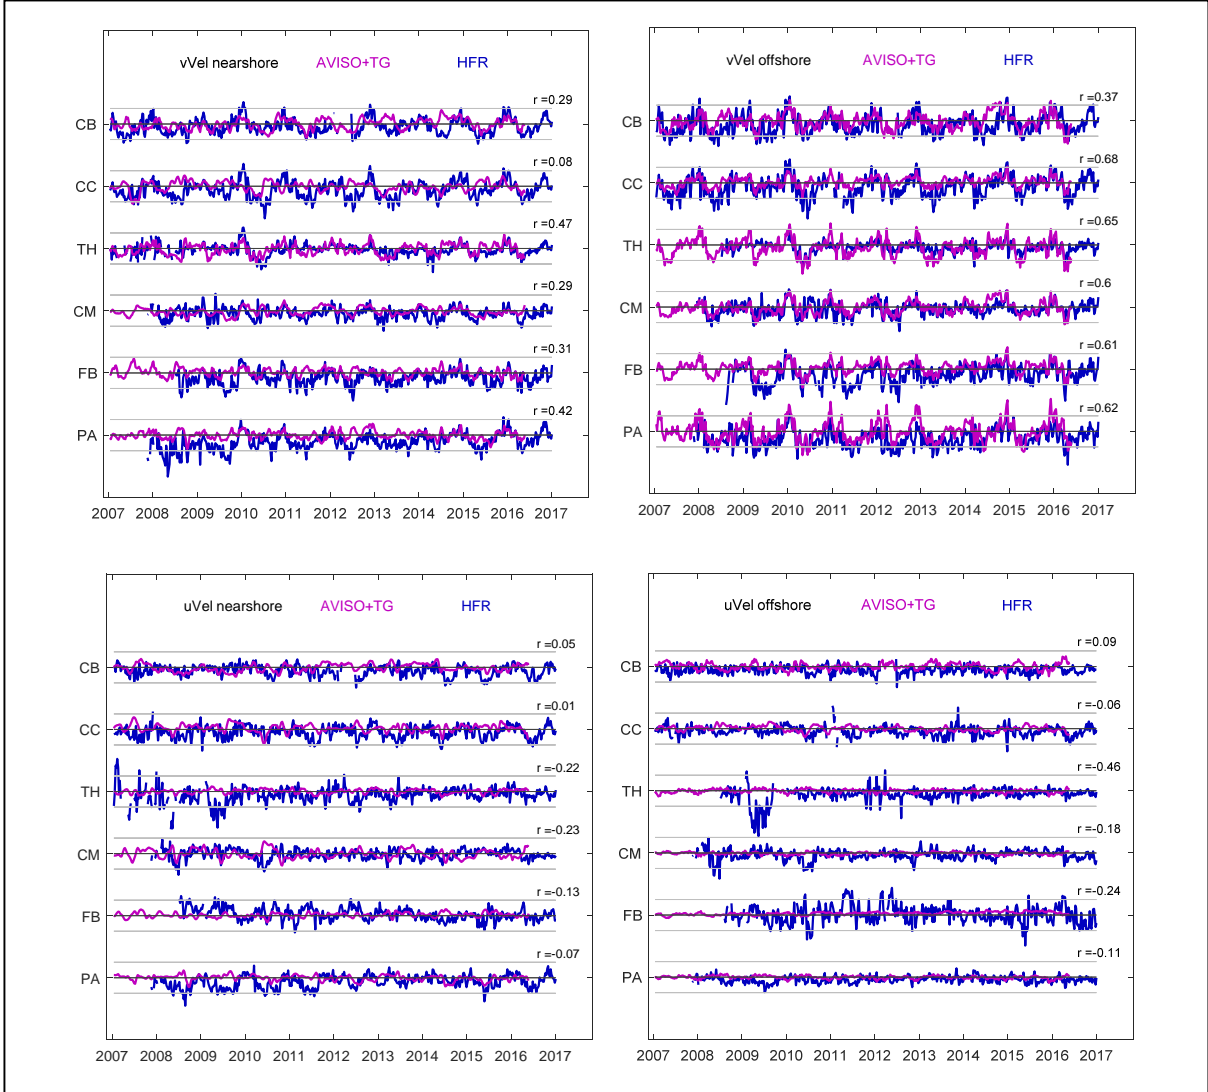 vVel nearshore AVISO+TG HFR
r =0.29
CB
r =0.08
CC
r =0.47
TH
r =0.29
CM
r =0.31
FB
r =0.42
PA
2007 2008 2009 2010 2011 2012 2013 2014 2015 2016 2017
vVel offshore AVISO+TG HFR
r =0.37
CB
r =0.68
CC
r =0.65
TH
r =0.6
CM
r =0.61
FB
r =0.62
PA
2007 2008 2009 2010 2011 2012 2013 2014 2015 2016 2017
uVel nearshore AVISO+TG HFR
r =0.05
CB
r =0.01
CC
r =-0.22
TH
r =-0.23
CM
r =-0.13
FB
r =-0.07
PA
2007 2008 2009 2010 2011 2012 2013 2014 2015 2016 2017
uVel offshore AVISO+TG HFR
r =0.09
CB
r =-0.06
CC
r =-0.46
TH
r =-0.18
CM
r =-0.24
FB
r =-0.11
PA
2007 2008 2009 2010 2011 2012 2013 2014 2015 2016 2017